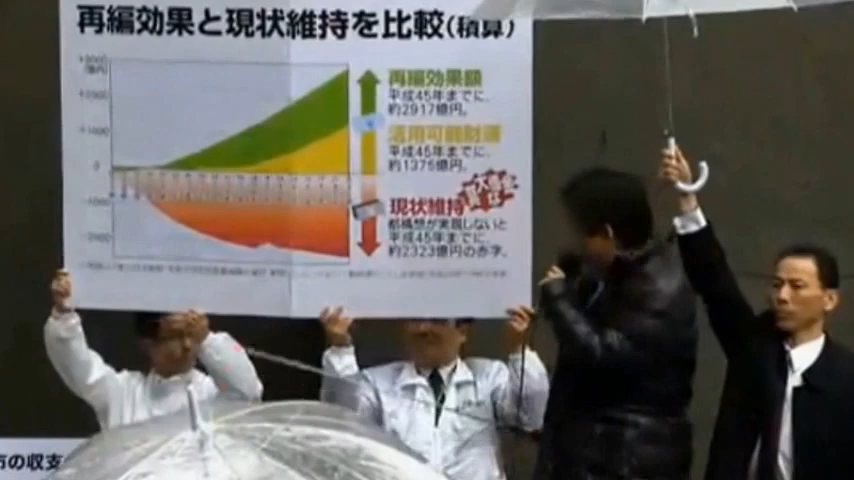 再編効果と現状維持を比較(積算)
再編効果額
平成45年までに、
約2917億円。
活用可能財源
平成45年までに、
約1375億円。
現状維持
都構想が実現しないと
平成45年までに、
約2323億円の赤字。
市の収支